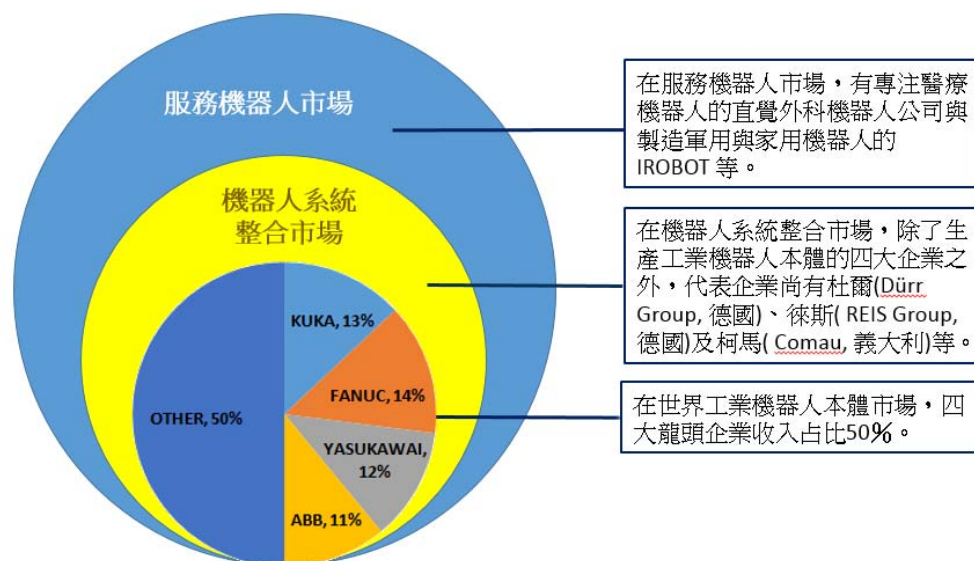 服務機器人市場
機器人系統
整合市場
KUKA, 13%
FANUC, 14%
YASUKAWAI,
12%
ABB, 11%
OTHER, 50%
在服務機器人市場，有專注醫療
機器人的直覺外科機器人公司與
製造軍用與家用機器人的
IROBOT 等。
在機器人系統整合市場，除了生
產工業機器人本體的四大企業之
外，代表企業尚有杜爾(Dürr
Group, 德國)、徠斯( REIS Group,
德國)及柯馬( Comau, 義大利)等。
在世界工業機器人本體市場，四
大龍頭企業收入占比50%。